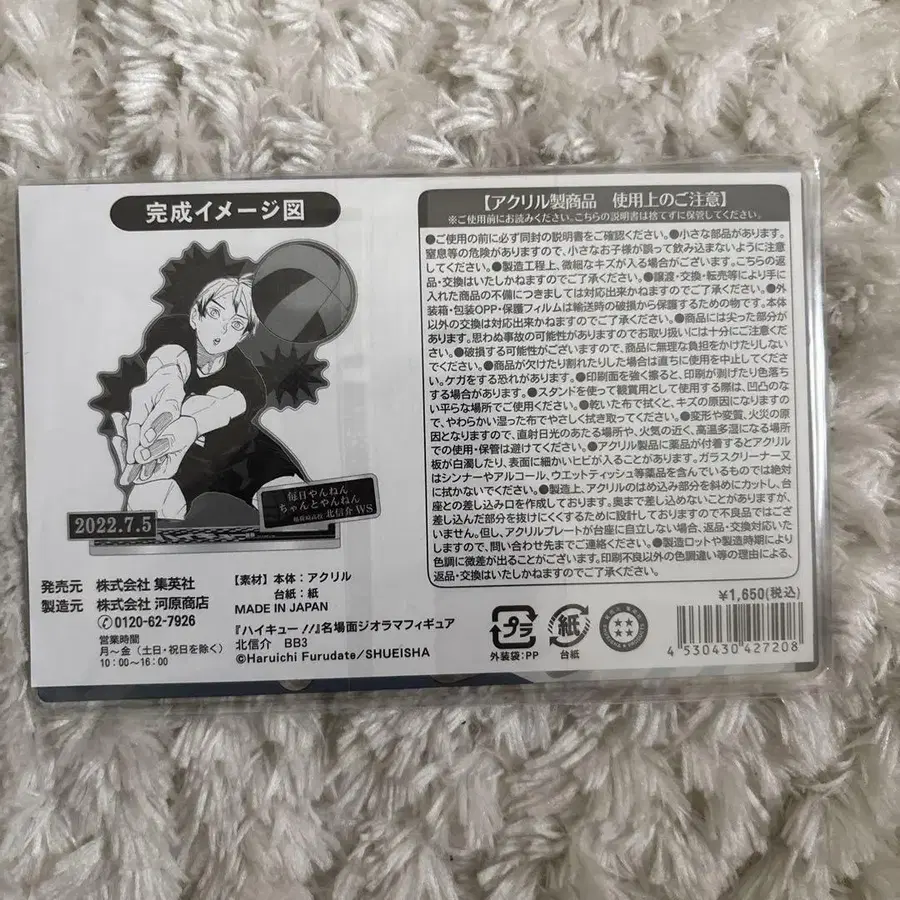 完成イメージ図
2022.7.5
毎日やんねん
ちゃんとやんねん
稲荷崎高校 北信介 WS
発売元 株式会社 集英社
製造元 株式会社 河原商店
0120-62-7926
営業時間
月～金（土日・祝日を除く）
10:00～16:00
【素材】本体：アクリル
台紙：紙
MADE IN JAPAN
『ハイキュー!!』名場面ジオラマフィギュア
北信介 BB3
©Haruichi Furudate/SHUEISHA
【アクリル製商品 使用上のご注意】
※ご使用前にお読みください。こちらの説明書は捨てずに保管してください。
●ご使用の前に必ず同封の説明書をご確認ください。●小さな部品があります。
窒息等の危険がありますので、小さなお子様が誤って飲み込まないように注意
してください。●製造工程上、微細なキズが入る場合がございます。こちらの返
品・交換はいたしかねますのでご了承ください。●譲渡・交換・転売等により手に
入れた商品の不備につきましては対応出来かねますのでご了承ください。●外
装箱・包装OPP・保護フィルムは輸送時の破損から保護するための物です。本体
以外の交換は対応出来かねますのでご了承ください。●商品には尖った部分が
あります。思わぬ事故の可能性がありますのでお取り扱いには十分にご注意くだ
さい。●破損する可能性がございますので、商品に無理な負担をかけたりしない
でください。●商品が欠けたり割れたりした場合は直ちに使用を中止してください。
ケガをする恐れがあります。●印刷面を強く擦ると、印刷が剥げたり色落ち
する場合があります。●スタンドを使って観賞用として使用する際は、凹凸のな
い平らな場所でご使用ください。●乾いた布で拭くと、キズの原因になりますの
で、やわらかい湿った布でやさしく拭き取ってください。●変形や変質、火災の原
因となりますので、直射日光のあたる場所や、火気の近く、高温多湿になる場所
での使用・保管は避けてください。●アクリル製品に薬品が付着するとアクリル
板が白濁したり、表面に細かいヒビが入ることがあります。ガラスクリーナー又
はシンナーやアルコール、ウエットティッシュ等薬品を含んでいるものでは絶対
に拭かないでください。●製造上、アクリルのはめ込み部分を斜めにカットし、台
座との差し込み口を作成しております。奥まで差し込めないことがありますが、
差し込んだ部分を抜けにくくするために設計しておりますので不良品ではござ
いません。但し、アクリルプレートが台座に自立しない場合、返品・交換対応いた
しますので、問い合わせ先までご連絡ください。●製造ロットや製造時期により
色調に微差が出ることがございます。印刷不良以外の色調違い等の理由による、
返品・交換はいたしかねますのでご了承ください。
¥1,650(税込)
プラ
外装袋：PP
紙
台紙
4 530430 427208